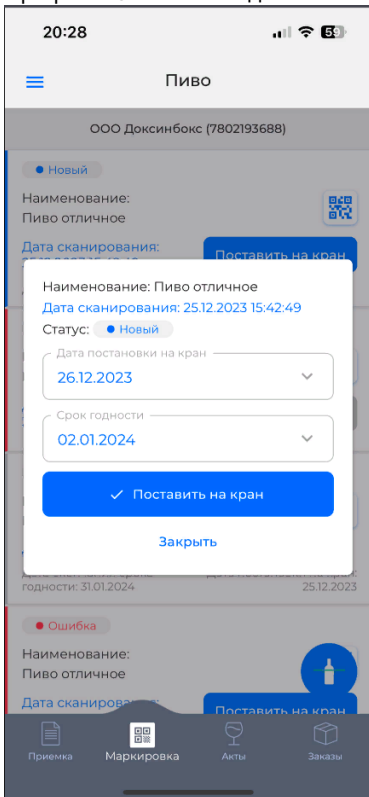 20:28
59
Пиво
ООО Доксинбокс (7802193688)
Новый
Наименование:
Пиво отличное
Дата сканирования:
Поставить на кран
Наименование: Пиво отличное
Дата сканирования: 25.12.2023 15:42:49
Статус: Новый
Дата постановки на кран
26.12.2023
Срок годности
02.01.2024
Поставить на кран
Закрыть
годности: 31.01.2024
25.12.2023
Ошибка
Наименование:
Пиво отличное
Дата сканирования:
Поставить на кран
Приемка
Маркировка
Акты
Заказы